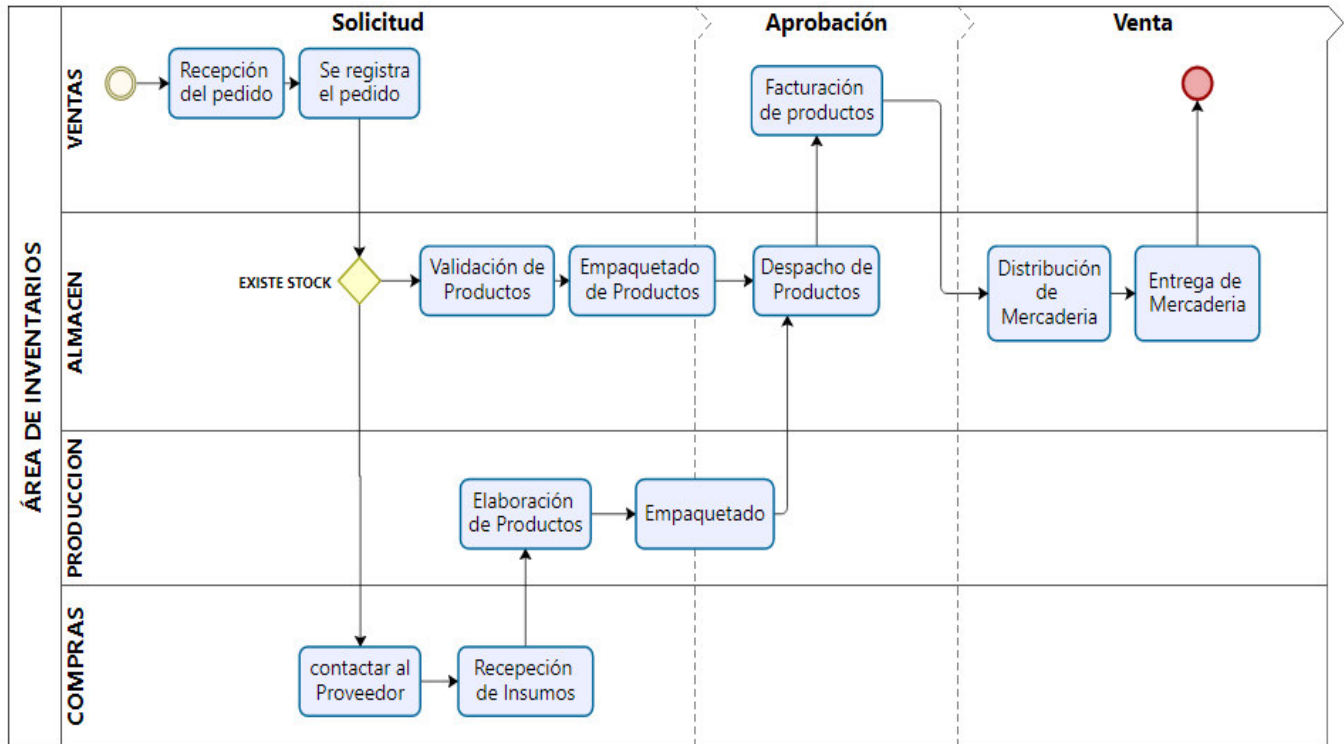 Solicitud
Aprobación
Venta
ÁREA DE INVENTARIOS
VENTAS
Recepción
del pedido
Se registra
el pedido
Facturación
de productos
ALMACEN
EXISTE STOCK
Validación de
Productos
Empaquetado
de Productos
Despacho de
Productos
Distribución
de
Mercaderia
Entrega de
Mercaderia
PRODUCCION
Elaboración
de Productos
Empaquetado
COMPRAS
contactar al
Proveedor
Recepeción
de Insumos